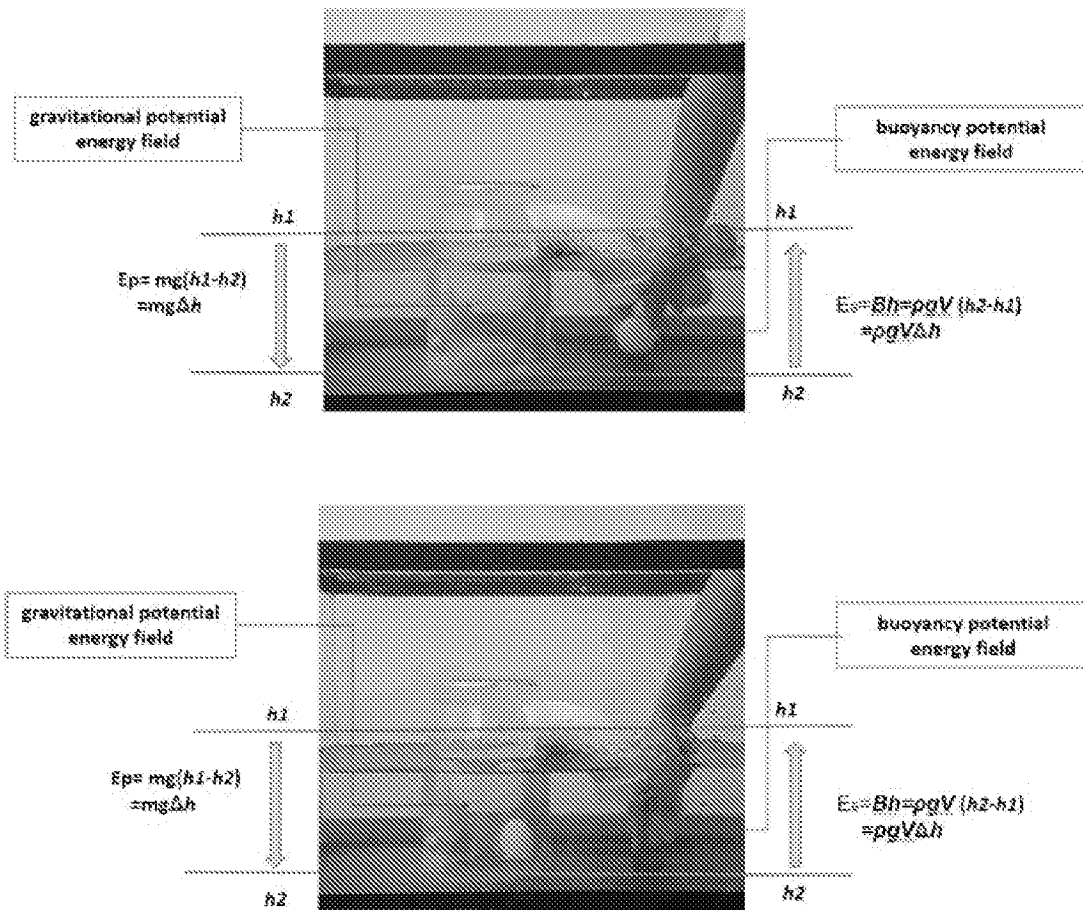 gravitational potential
energy field
buoyancy potential
energy field
h1
h1
Ep= mg(h1-h2)
=mgΔh
=Bh=ρgV (h2-h1)
=ρgVΔh
h2
h2
gravitational potential
energy field
buoyancy potential
energy field
h1
h1
Ep= mg(h1-h2)
=mgΔh
=Bh=ρgV (h2-h1)
=ρgVΔh
h2
h2